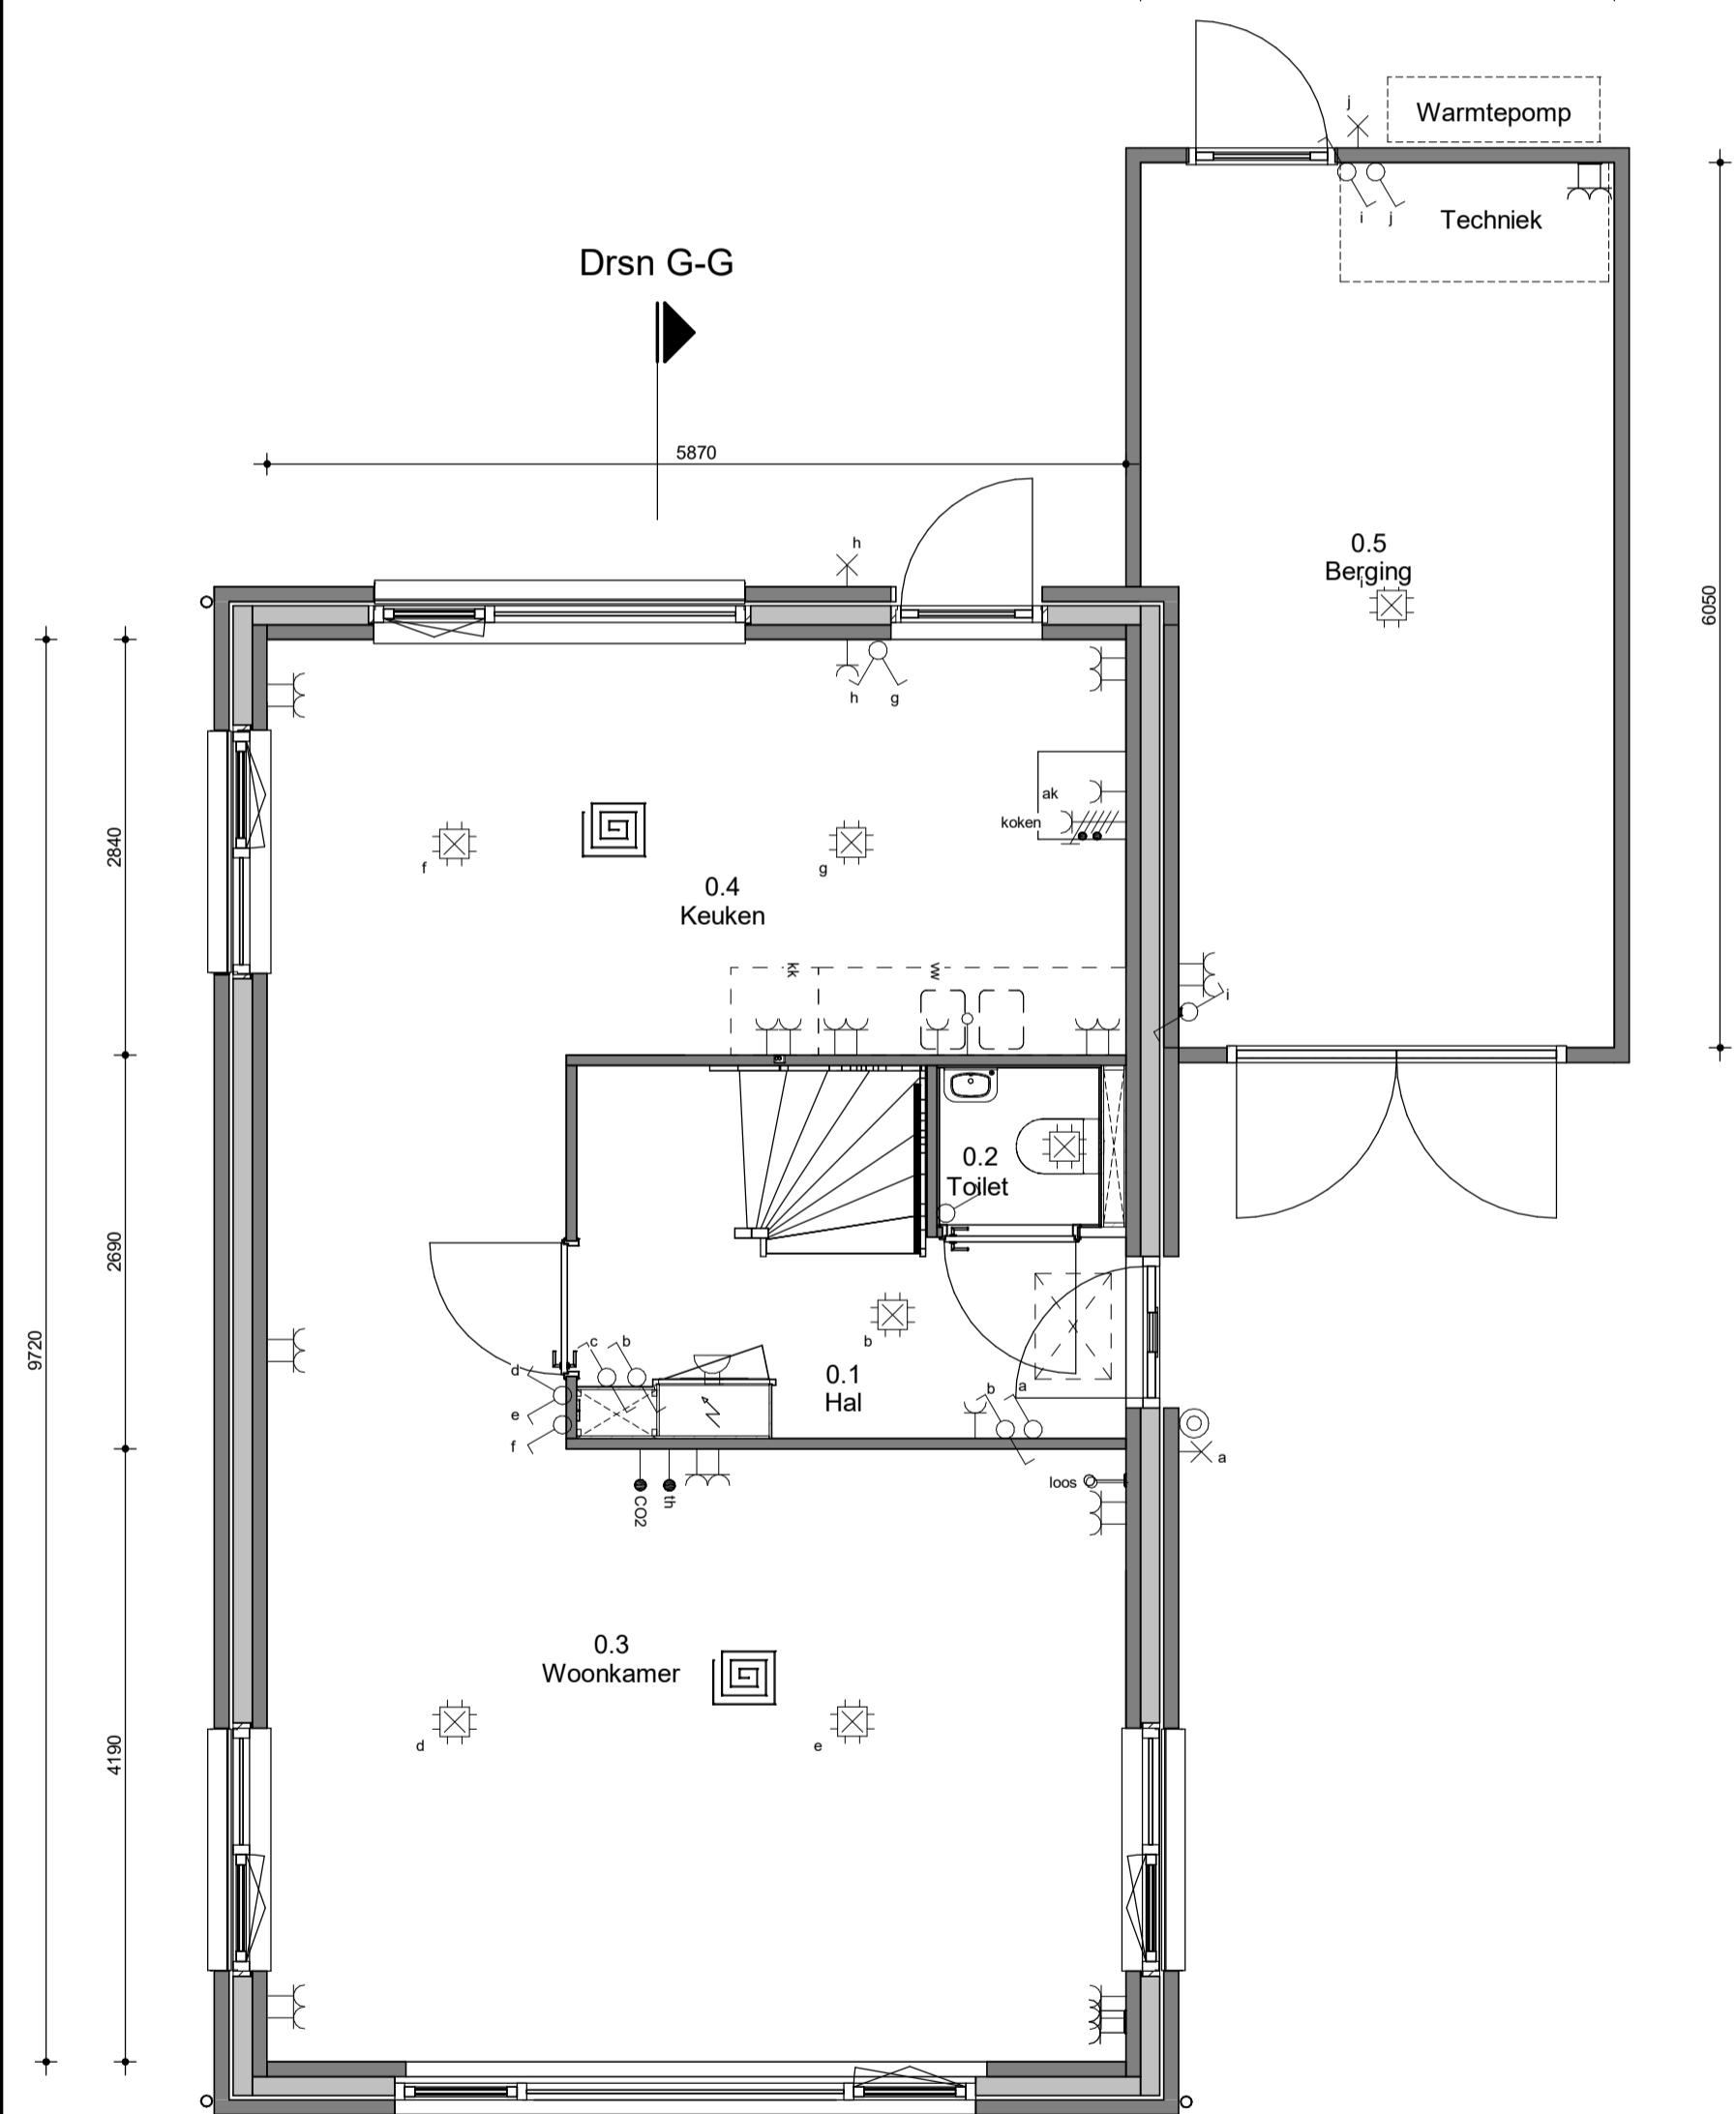 j
Warmtepomp
i
j
Techniek
Drsn G-G
5870
h
0.5
Berging
i
6050
h
g
ak
koken
2840
f
g
0.4
Keuken
kk
vw
i
0.2
Toilet
2690
9720
b
c
b
d
0.1
Hal
b
a
e
f
a
loos
CO2
th
0.3
Woonkamer
4190
d
e